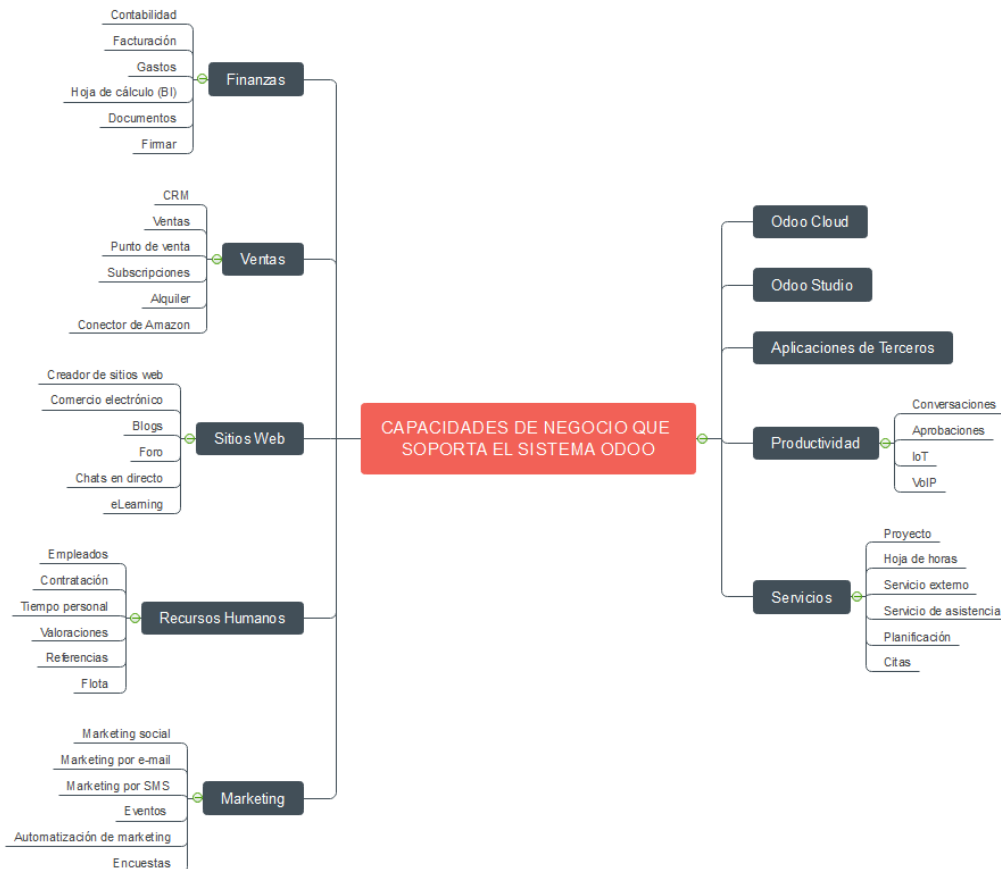 Contabilidad
Facturación
Gastos
Hoja de cálculo (BI)
Documentos
Firmar
Finanzas
CRM
Ventas
Punto de venta
Subscripciones
Alquiler
Conector de Amazon
Ventas
Creador de sitios web
Comercio electrónico
Blogs
Foro
Chats en directo
eLearning
Sitios Web
Empleados
Contratación
Tiempo personal
Valoraciones
Referencias
Flota
Recursos Humanos
Marketing social
Marketing por e-mail
Marketing por SMS
Eventos
Automatización de marketing
Encuestas
Marketing
CAPACIDADES DE NEGOCIO QUE
SOPORTA EL SISTEMA ODOO
Odoo Cloud
Odoo Studio
Aplicaciones de Terceros
Productividad
Conversaciones
Aprobaciones
IoT
VoIP
Servicios
Proyecto
Hoja de horas
Servicio externo
Servicio de asistencia
Planificación
Citas